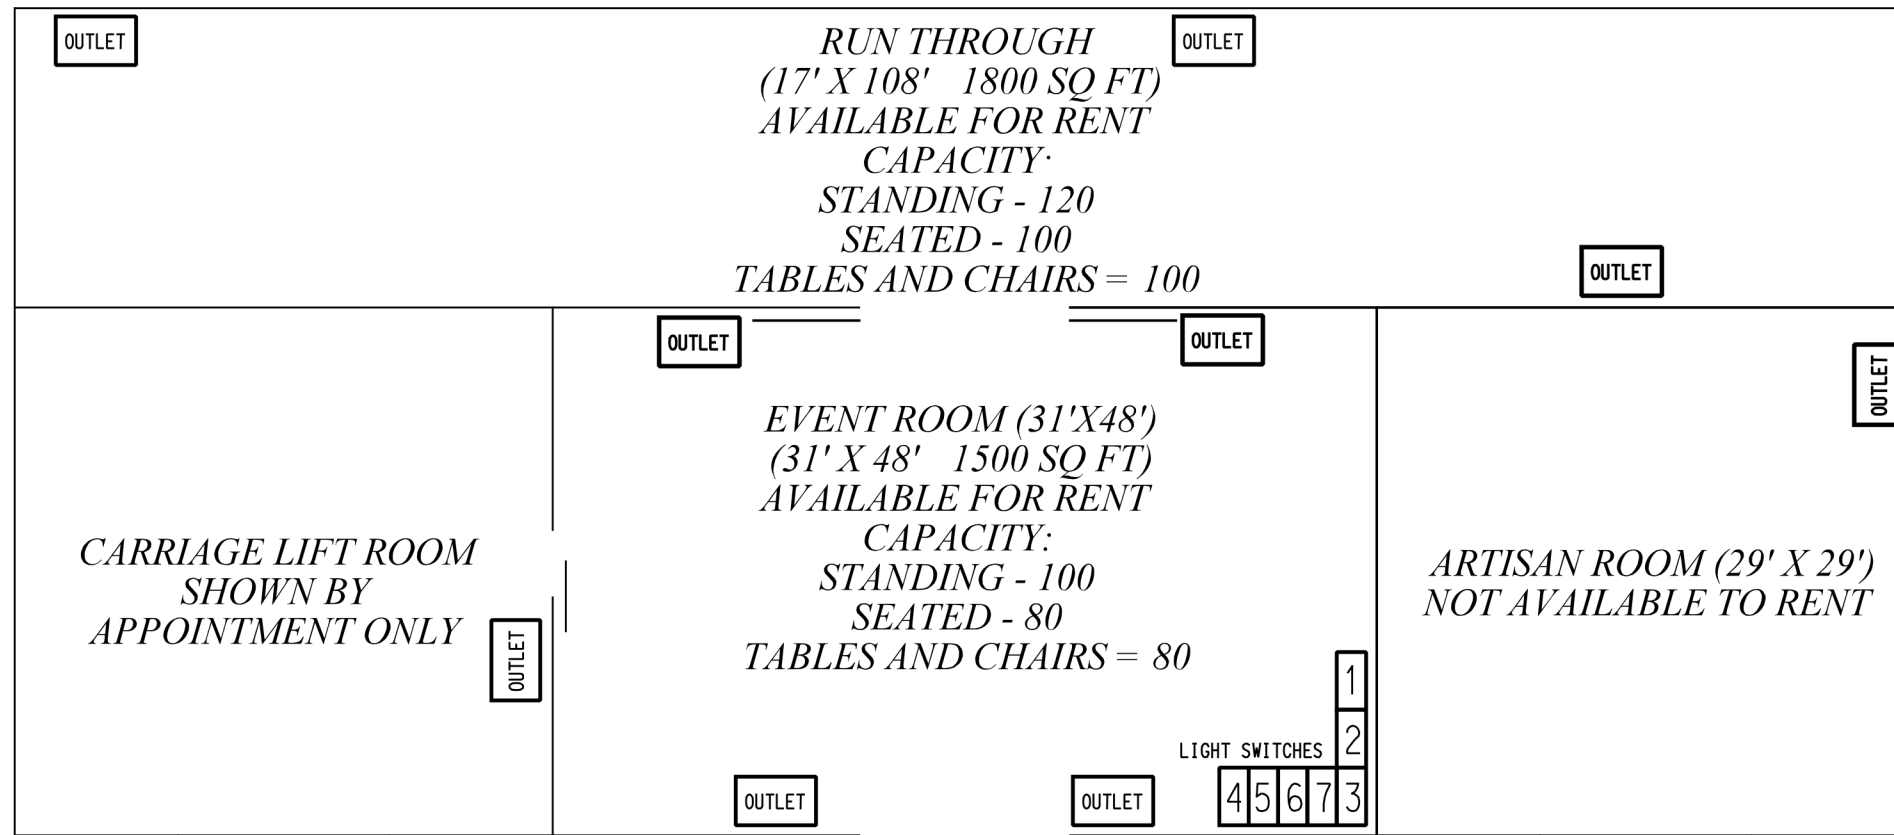 OUTLET
OUTLET
RUN THROUGH
(17' X 108' 1800 SQ FT)
AVAILABLE FOR RENT
CAPACITY·
STANDING - 120
SEATED - 100
TABLES AND CHAIRS = 100
OUTLET
OUTLET
OUTLET
OUTLET
EVENT ROOM (31'X48')
(31' X 48' 1500 SQ FT)
AVAILABLE FOR RENT
CAPACITY:
STANDING - 100
SEATED - 80
TABLES AND CHAIRS = 80
CARRIAGE LIFT ROOM
SHOWN BY
APPOINTMENT ONLY
OUTLET
ARTISAN ROOM (29' X 29')
NOT AVAILABLE TO RENT
1
2
LIGHT SWITCHES
4 5 6 7 3
OUTLET
OUTLET